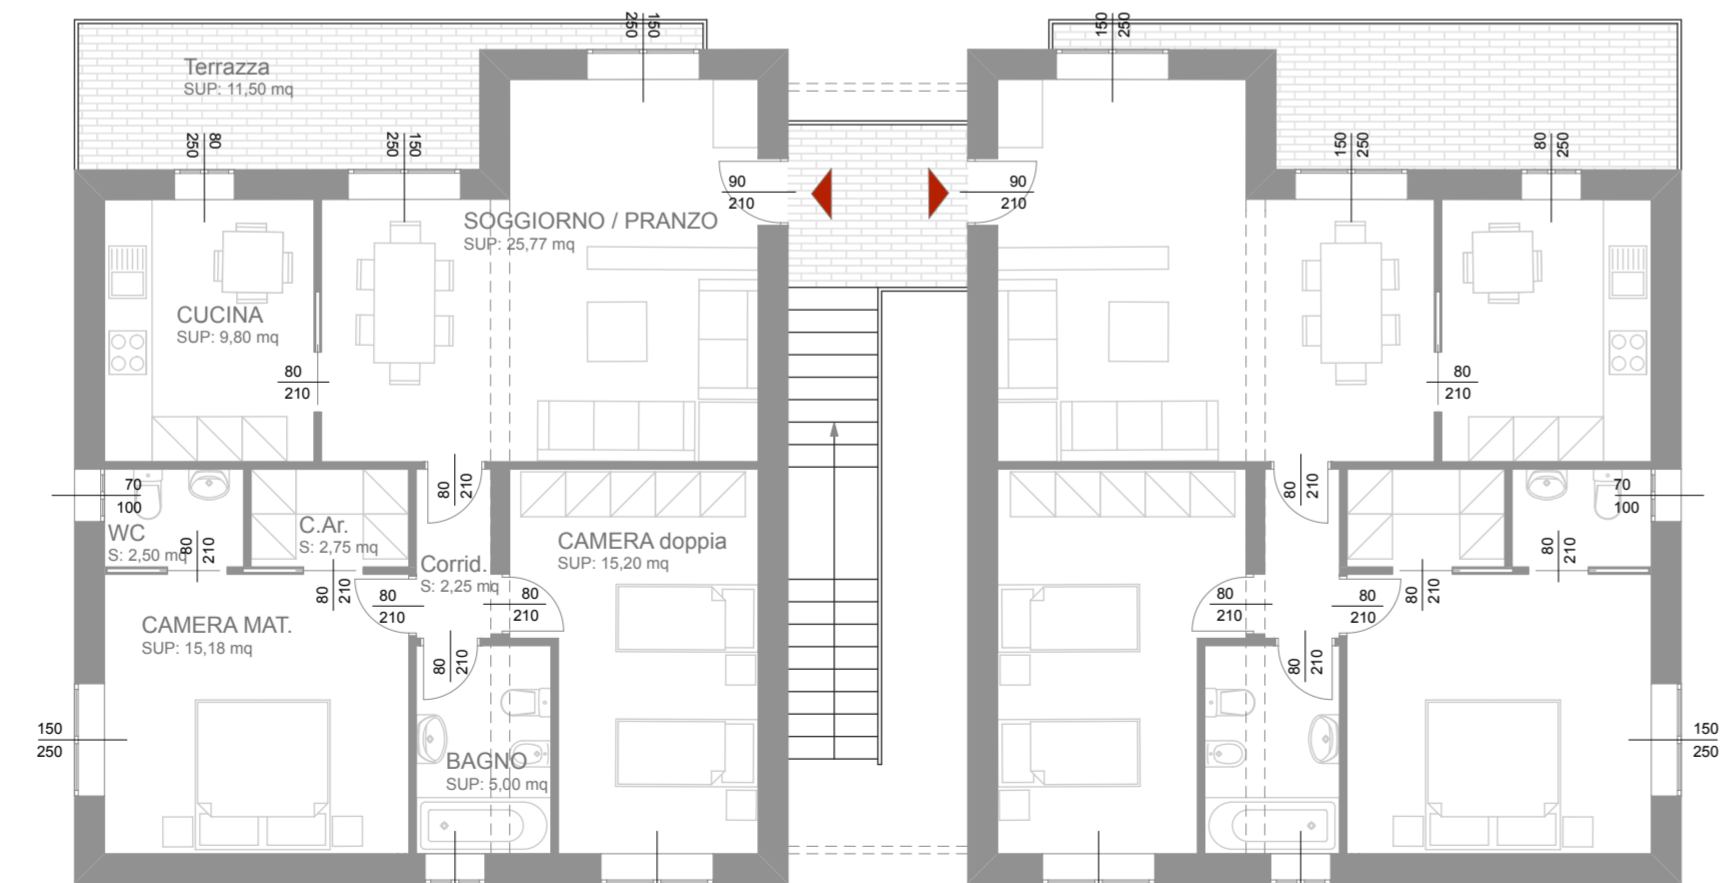 150
250
150
250
Terrazza
SUP: 11,50 mq
80
250
150
250
150
250
80
250
90
210
90
210
SOGGIORNO / PRANZO
SUP: 25,77 mq
CUCINA
SUP: 9,80 mq
80
210
80
210
80
210
80
210
70
100
70
100
WC
S: 2,50 mq
80
210
C.Ar.
S: 2,75 mq
CAMERA doppia
SUP: 15,20 mq
80
210
Corrid.
S: 2,25 mq
80
210
80
210
80
210
80
210
80
210
80
210
CAMERA MAT.
SUP: 15,18 mq
80
210
80
210
150
250
150
250
BAGNO
SUP: 5,00 mq